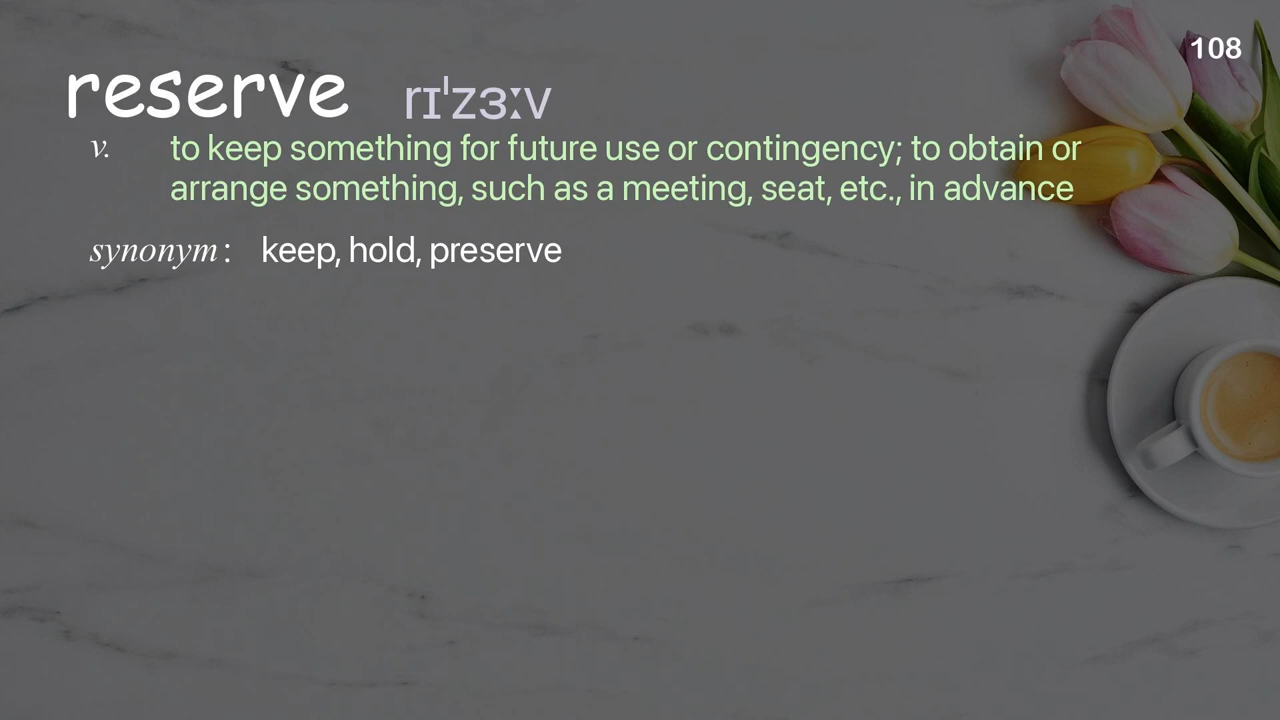 108
reserve rɪˈzɜːv
v. to keep something for future use or contingency; to obtain or
arrange something, such as a meeting, seat, etc., in advance
synonym : keep, hold, preserve